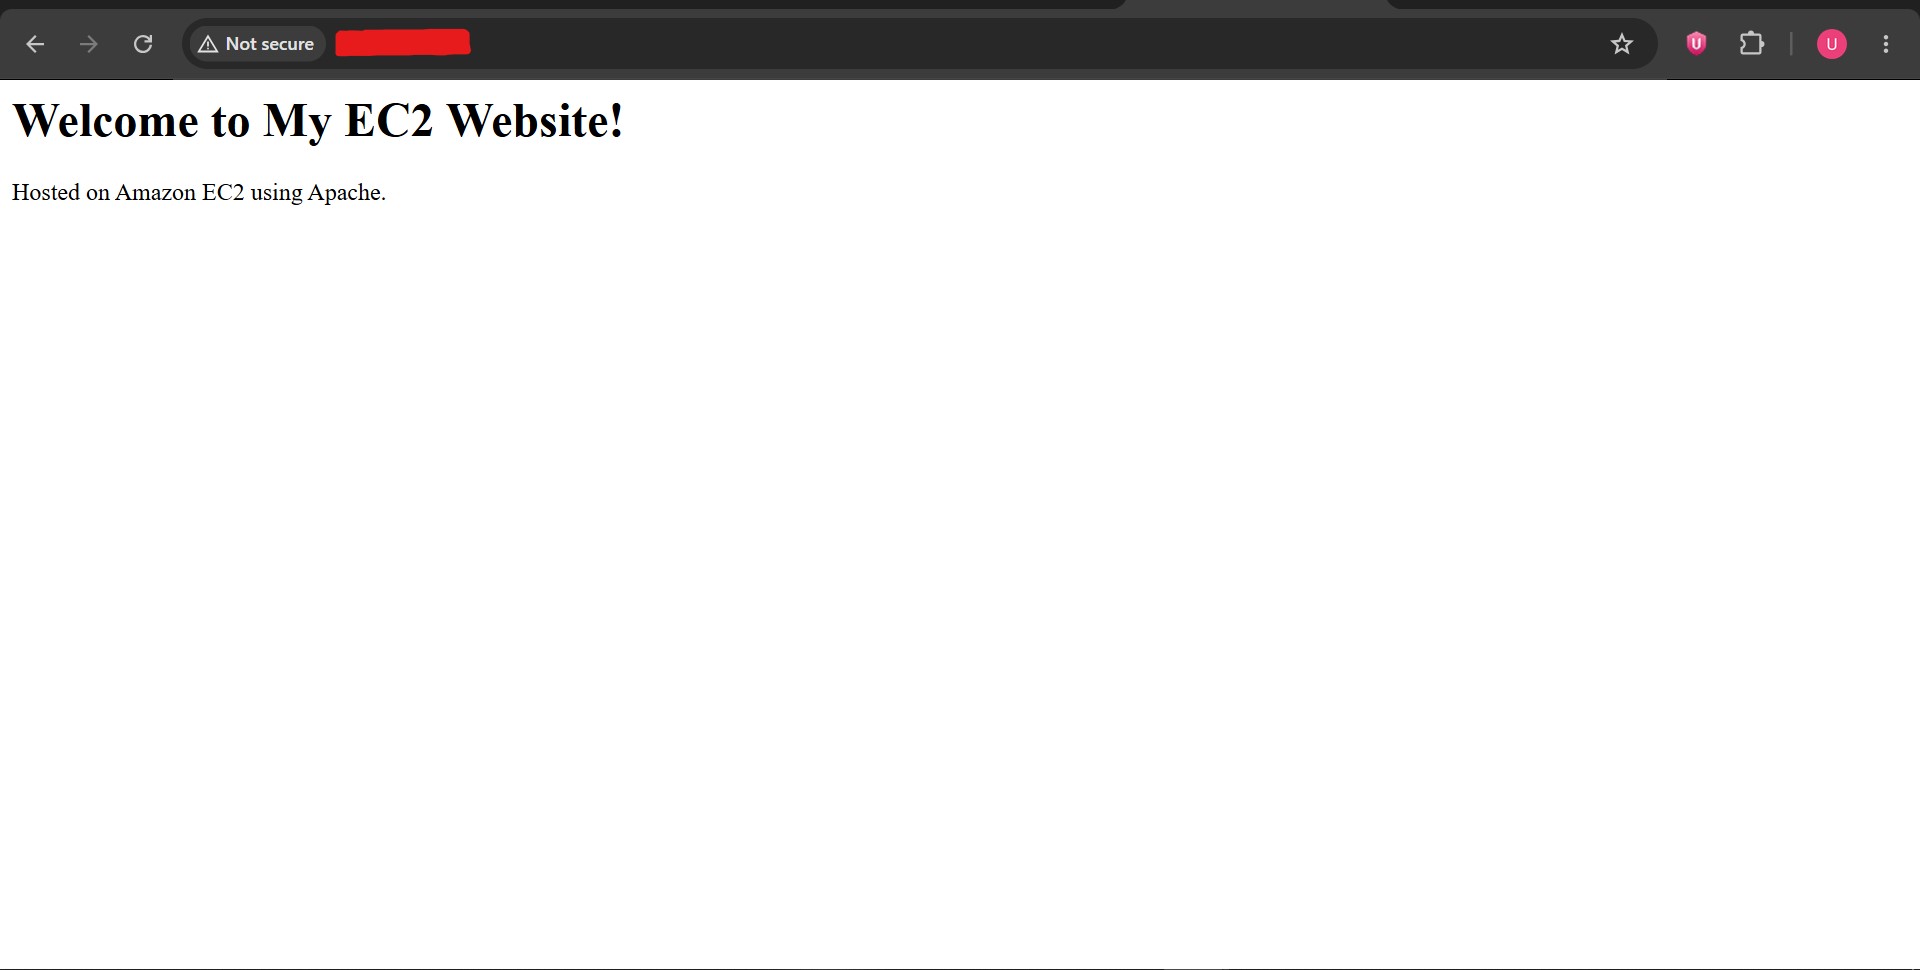 Not secure
U
U
Welcome to My EC2 Website!
Hosted on Amazon EC2 using Apache.